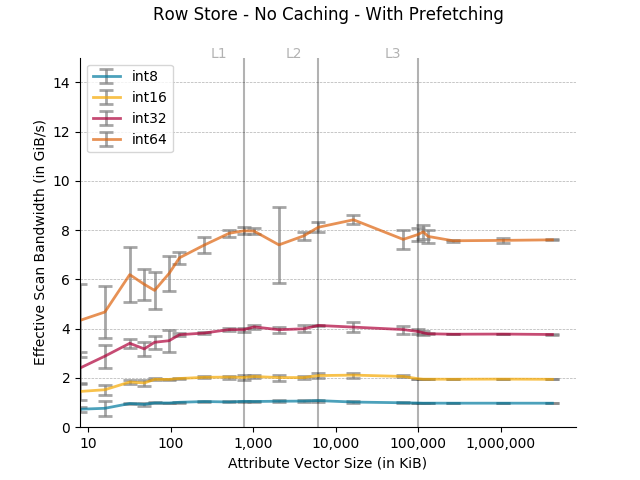 Row Store - No Caching - With Prefetching
L1 L2 L3
int8
int16
int32
int64
Effective Scan Bandwidth (in GiB/s)
14
12
10
8
6
4
2
0
10 100 1,000 10,000 100,000 1,000,000
Attribute Vector Size (in KiB)